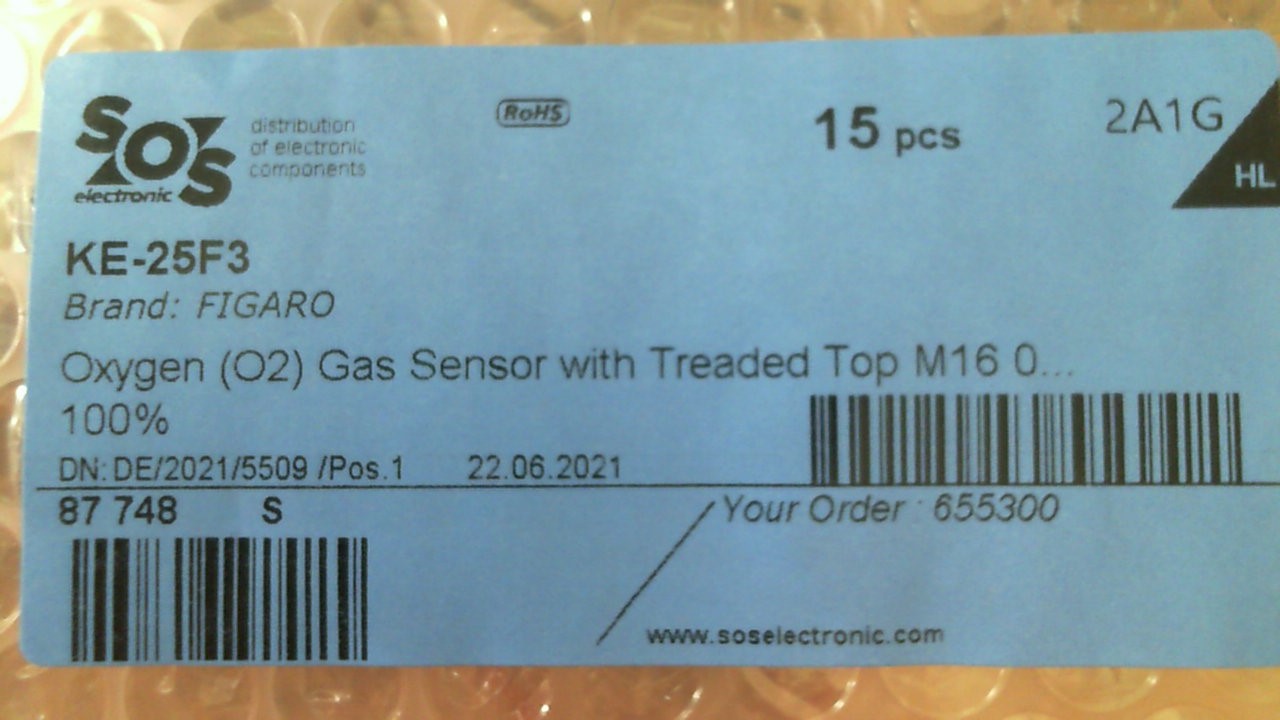 SOS
electronic
distribution
of electronic
components
RoHS
15 pcs
2A1G
HL
KE-25F3
Brand: FIGARO
Oxygen (O2) Gas Sensor with Treaded Top M16 0...
100%
DN: DE/2021/5509 /Pos.1 22.06.2021
87 748 S
Your Order : 655300
www.soselectronic.com